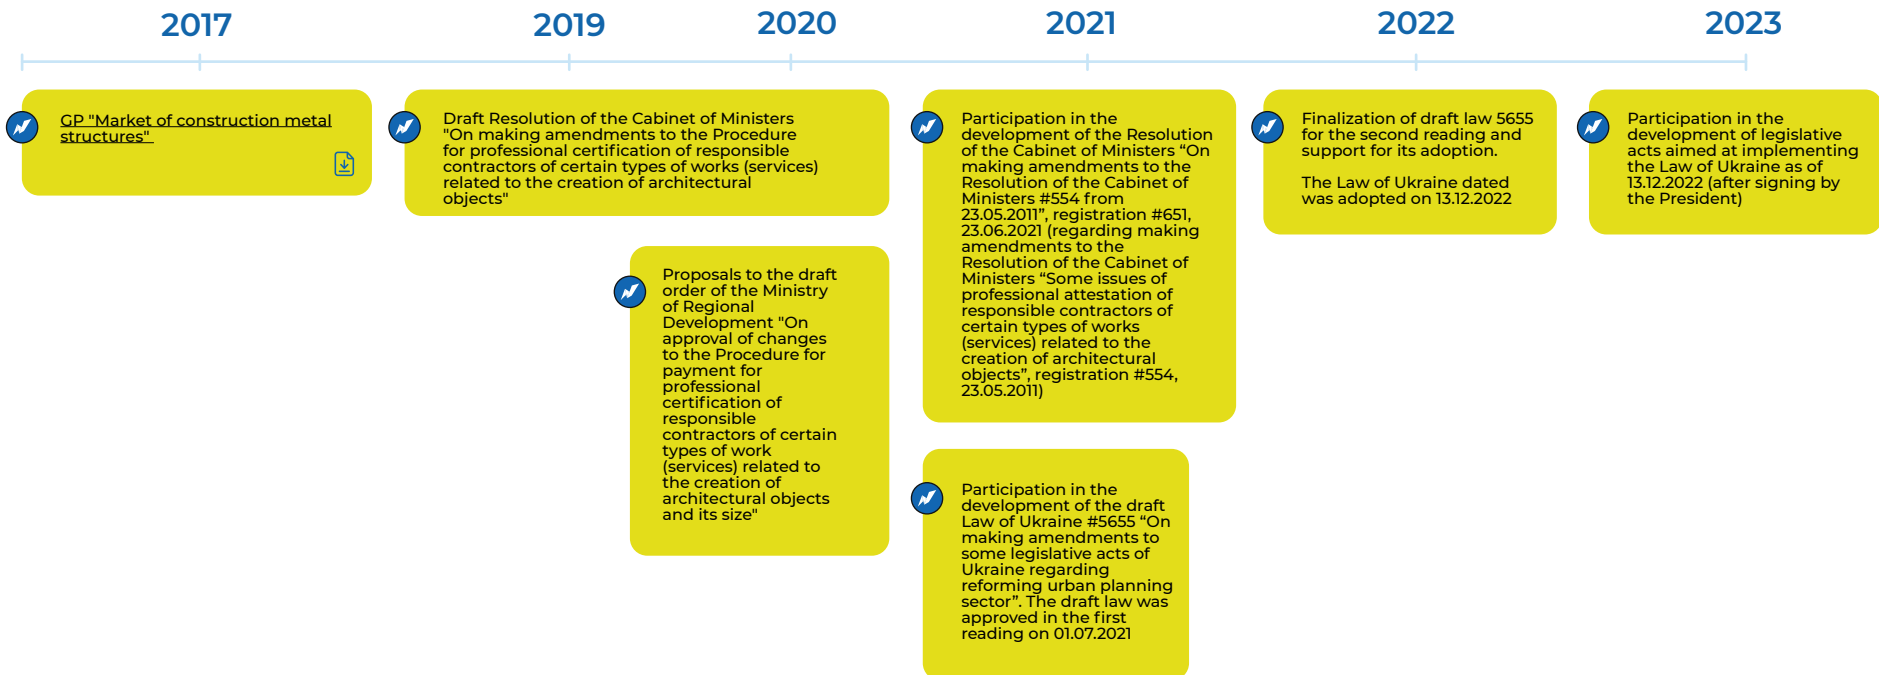 2017
2019
2020
2021
2022
2023
GP "Market of construction metal
structures"
Draft Resolution of the Cabinet of Ministers
"On making amendments to the Procedure
for professional certification of responsible
contractors of certain types of works (services)
related to the creation of architectural
objects"
Proposals to the draft
order of the Ministry
of Regional
Development "On
approval of changes
to the Procedure for
payment for
professional
certification of
responsible
contractors of certain
types of work
(services) related to
the creation of
architectural objects
and its size"
Participation in the
development of the Resolution
of the Cabinet of Ministers “On
making amendments to the
Resolution of the Cabinet of
Ministers #554 from
23.05.2011”, registration #651,
23.06.2021 (regarding making
amendments to the
Resolution of the Cabinet of
Ministers “Some issues of
professional attestation of
responsible contractors of
certain types of works
(services) related to the
creation of architectural
objects”, registration #554,
23.05.2011)
Participation in the
development of the draft
Law of Ukraine #5655 “On
making amendments to
some legislative acts of
Ukraine regarding
reforming urban planning
sector”. The draft law was
approved in the first
reading on 01.07.2021
Finalization of draft law 5655
for the second reading and
support for its adoption.
The Law of Ukraine dated
was adopted on 13.12.2022
Participation in the
development of legislative
acts aimed at implementing
the Law of Ukraine as of
13.12.2022 (after signing by
the President)